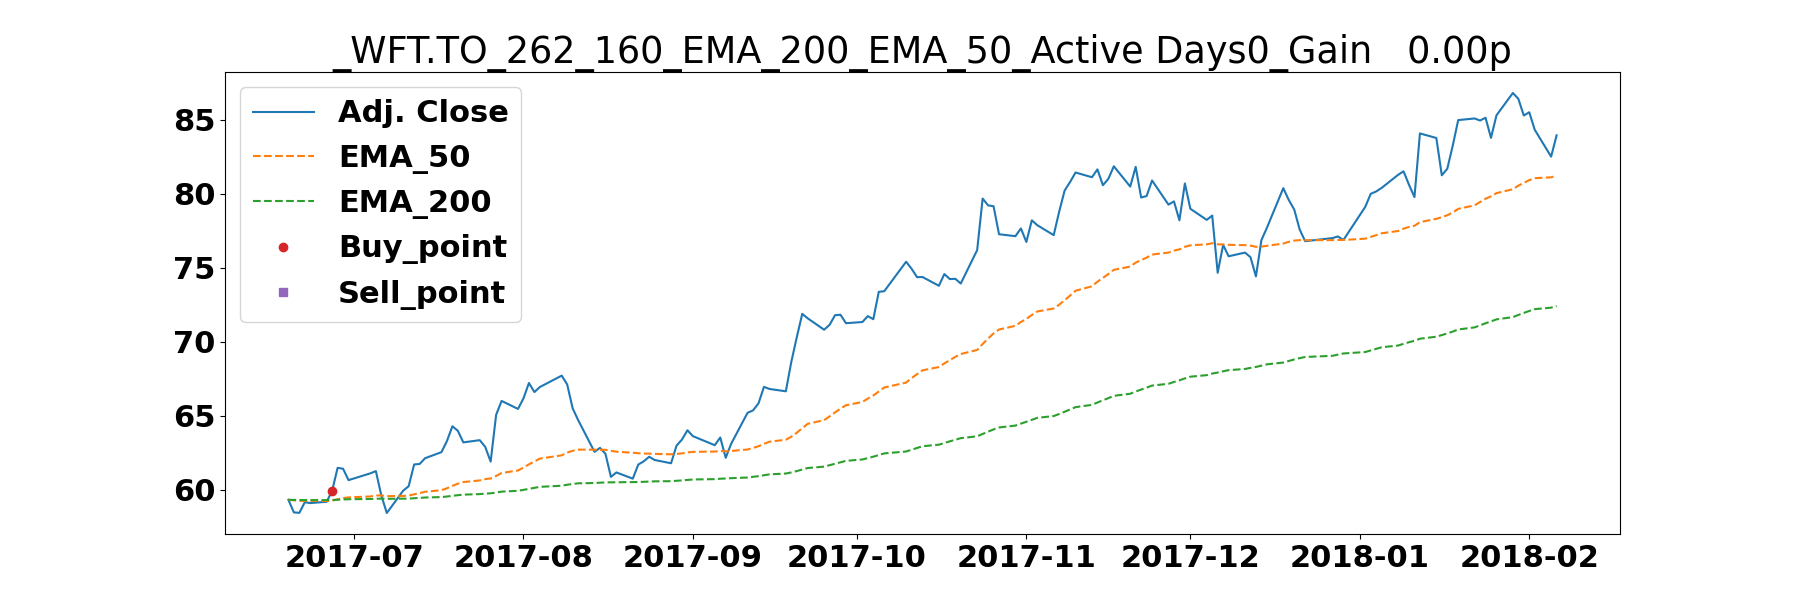 _WFT.TO_262_160_EMA_200_EMA_50_Active Days0_Gain   0.00p
Adj. Close
EMA_50
EMA_200
Buy_point
Sell_point
85
80
75
70
65
60
2017-07 2017-08 2017-09 2017-10 2017-11 2017-12 2018-01 2018-02